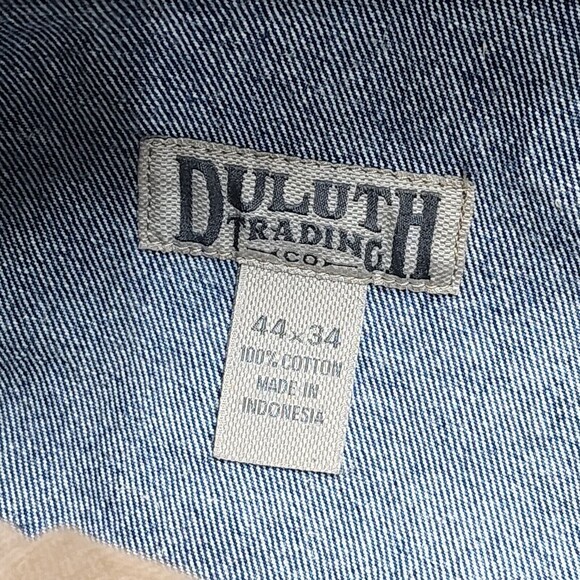 DULUTH
TRADING
CO
44x34
100% COTTON
MADE IN
INDONESIA